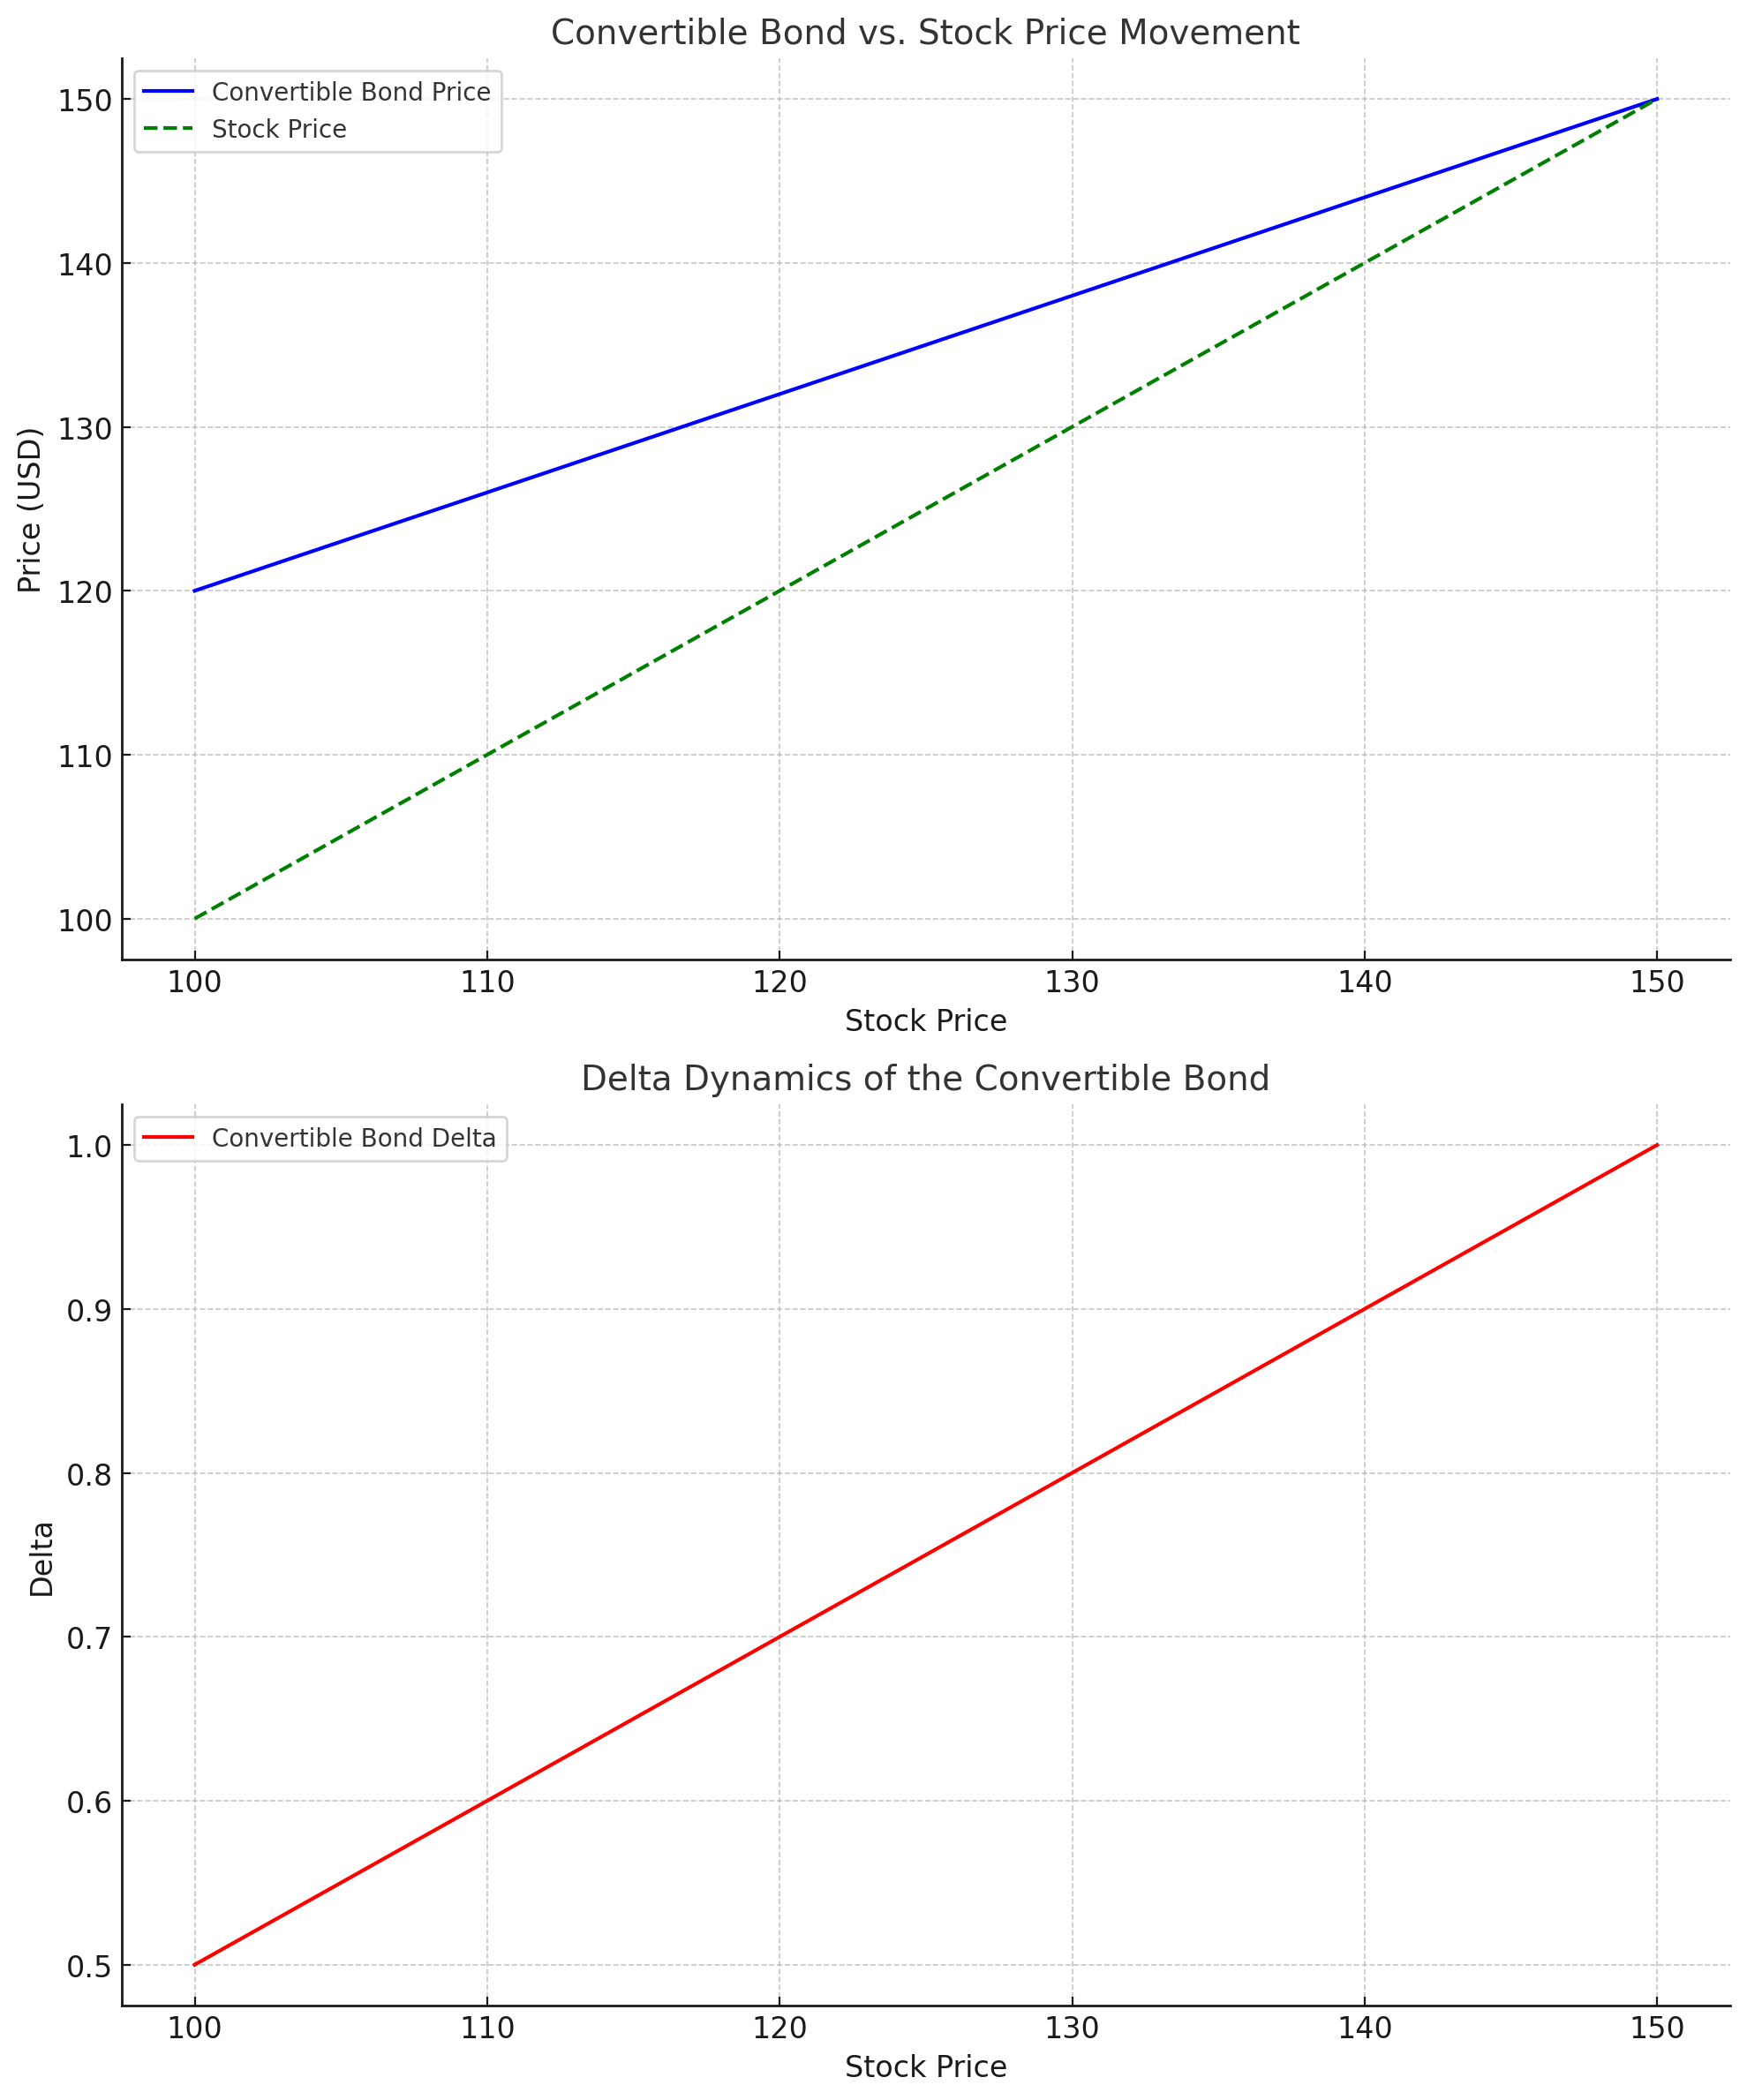 Convertible Bond vs. Stock Price Movement
Convertible Bond Price
Stock Price
150
140
130
120
110
100
Price (USD)
100 110 120 130 140 150
Stock Price
Delta Dynamics of the Convertible Bond
Convertible Bond Delta
1.0
0.9
0.8
0.7
0.6
0.5
Delta
100 110 120 130 140 150
Stock Price